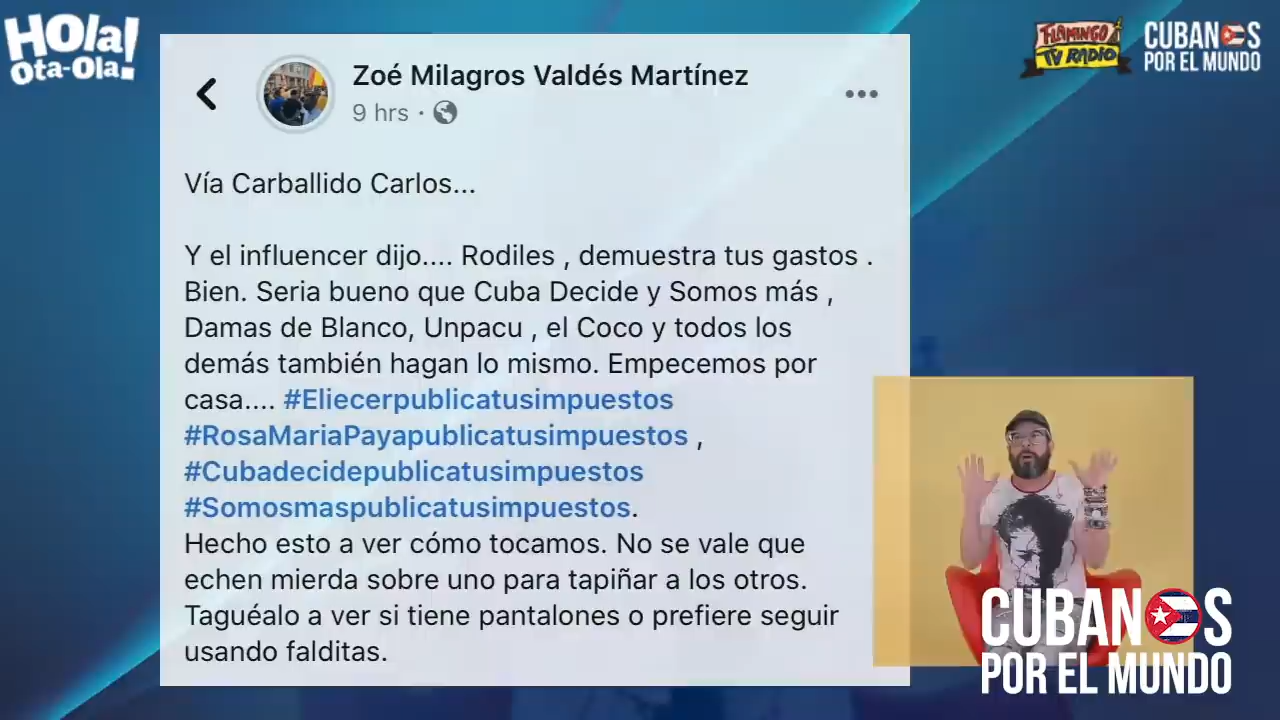 HOla!
Ota-Ola!
FLAMINGO
TV RADIO
CUBANOS
POR EL MUNDO
Zoé Milagros Valdés Martínez
9 hrs ·
Vía Carballido Carlos...
Y el influencer dijo.... Rodiles , demuestra tus gastos .
Bien. Seria bueno que Cuba Decide y Somos más ,
Damas de Blanco, Unpacu , el Coco y todos los
demás también hagan lo mismo. Empecemos por
casa.... #Eliecerpublicatusimpuestos
#RosaMariaPayapublicatusimpuestos ,
#Cubadecidepublicatusimpuestos
#Somosmaspublicatusimpuestos.
Hecho esto a ver cómo tocamos. No se vale que
echen mierda sobre uno para tapiñar a los otros.
Taguéalo a ver si tiene pantalones o prefiere seguir
usando falditas.
CUBANOS
POR EL MUNDO